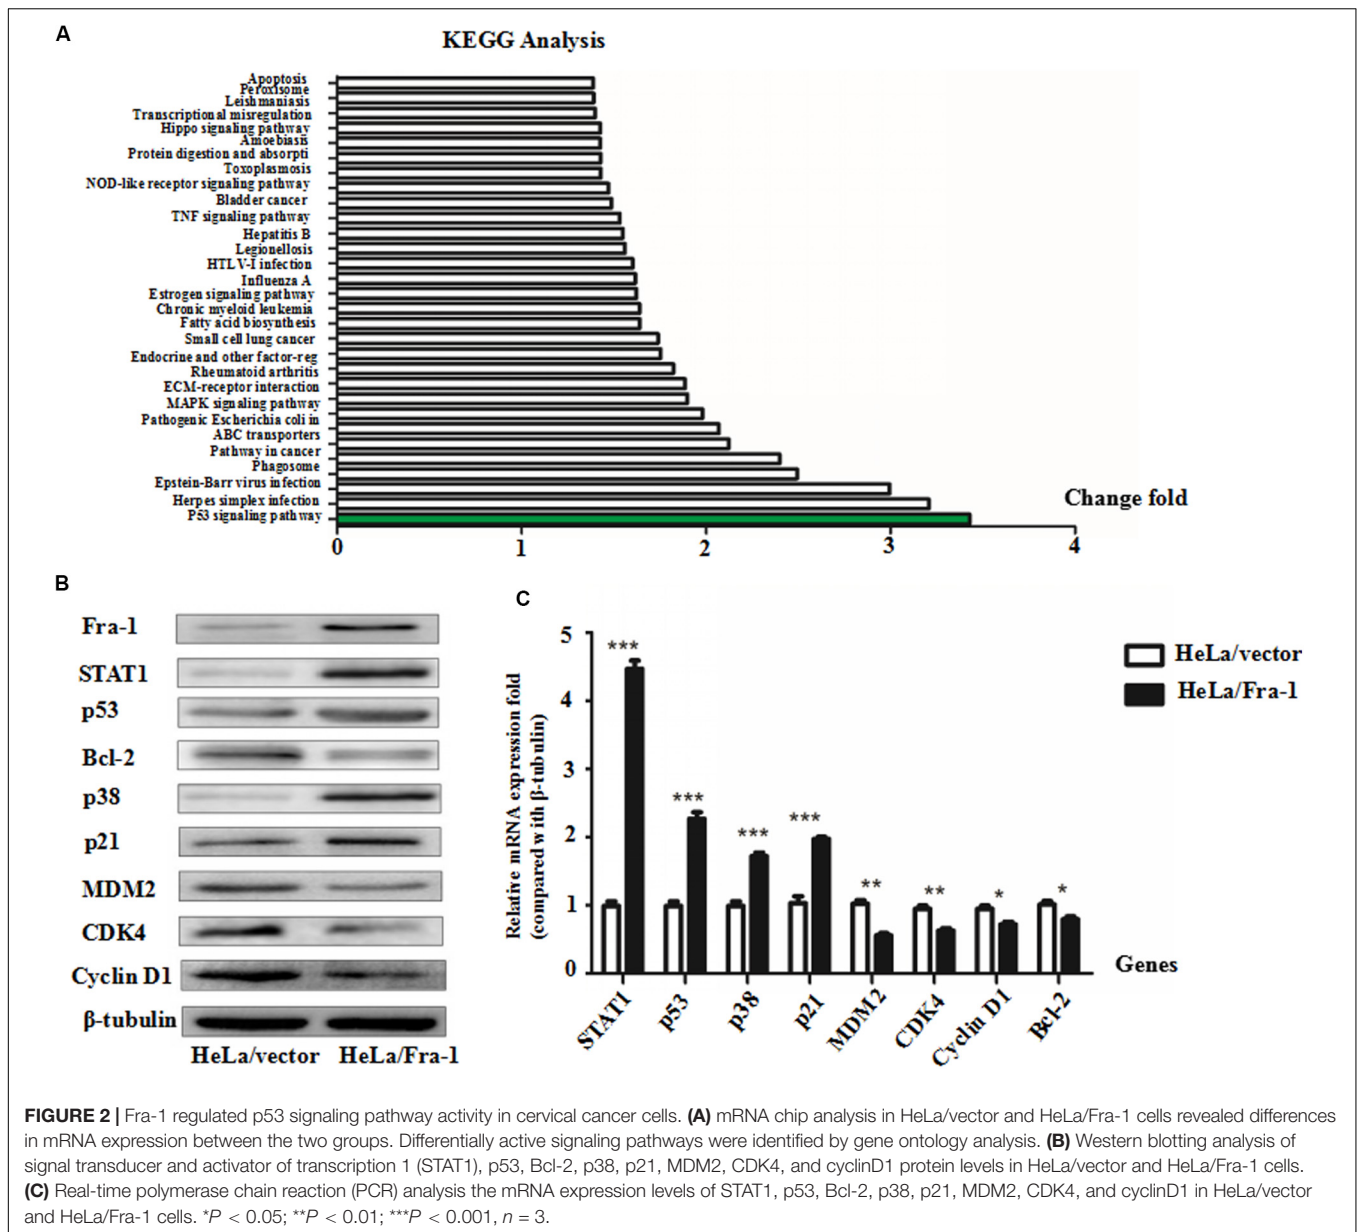 A
KEGG Analysis
Apoptosis
Peroxisome
Leishmaniasis
Transcriptional misregulation
Hippo signaling pathway
Amoebiasis
Protein digestion and absorpti
Toxoplasmosis
NOD-like receptor signaling pathway
Bladder cancer
TNF signaling pathway
Hepatitis B
Legionellosis
HTLV-I infection
Influenza A
Estrogen signaling pathway
Chronic myeloid leukemia
Fatty acid biosynthesis
Small cell lung cancer
Endocrine and other factor-reg
Rheumatoid arthritis
ECM-receptor interaction
MAPK signaling pathway
Pathogenic Escherichia coli in
ABC transporters
Pathway in cancer
Phagosome
Epstein-Barr virus infection
Herpes simplex infection
P53 signaling pathway
Change fold
0 1 2 3 4
B
Fra-1
STAT1
p53
Bcl-2
p38
p21
MDM2
CDK4
Cyclin D1
β-tubulin
HeLa/vector HeLa/Fra-1
C
Relative mRNA expression fold
(compared with β-tubulin)
5
4
3
2
1
0
*** *** *** *** ** ** * *
HeLa/vector
HeLa/Fra-1
Genes
STAT1 p53 p38 p21 MDM2 CDK4 Cyclin D1 Bcl-2
FIGURE 2 | Fra-1 regulated p53 signaling pathway activity in cervical cancer cells. (A) mRNA chip analysis in HeLa/vector and HeLa/Fra-1 cells revealed differences
in mRNA expression between the two groups. Differentially active signaling pathways were identified by gene ontology analysis. (B) Western blotting analysis of
signal transducer and activator of transcription 1 (STAT1), p53, Bcl-2, p38, p21, MDM2, CDK4, and cyclinD1 protein levels in HeLa/vector and HeLa/Fra-1 cells.
(C) Real-time polymerase chain reaction (PCR) analysis the mRNA expression levels of STAT1, p53, Bcl-2, p38, p21, MDM2, CDK4, and cyclinD1 in HeLa/vector
and HeLa/Fra-1 cells. *P < 0.05; **P < 0.01; ***P < 0.001, n = 3.